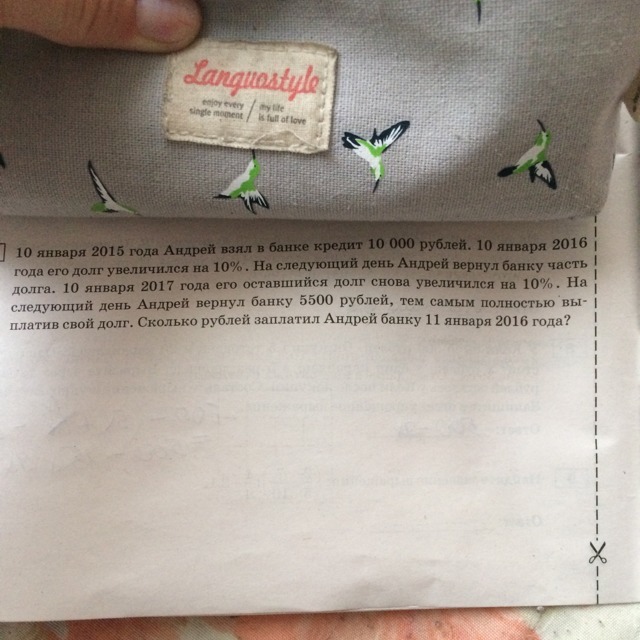 Languostyle
enjoy every
single moment
my life
is full of love
10 января 2015 года Андрей взял в банке кредит 10 000 рублей. 10 января 2016
года его долг увеличился на 10%. На следующий день Андрей вернул банку часть
долга. 10 января 2017 года его оставшийся долг снова увеличился на 10%. На
следующий день Андрей вернул банку 5500 рублей, тем самым полностью вы-
платив свой долг. Сколько рублей заплатил Андрей банку 11 января 2016 года?